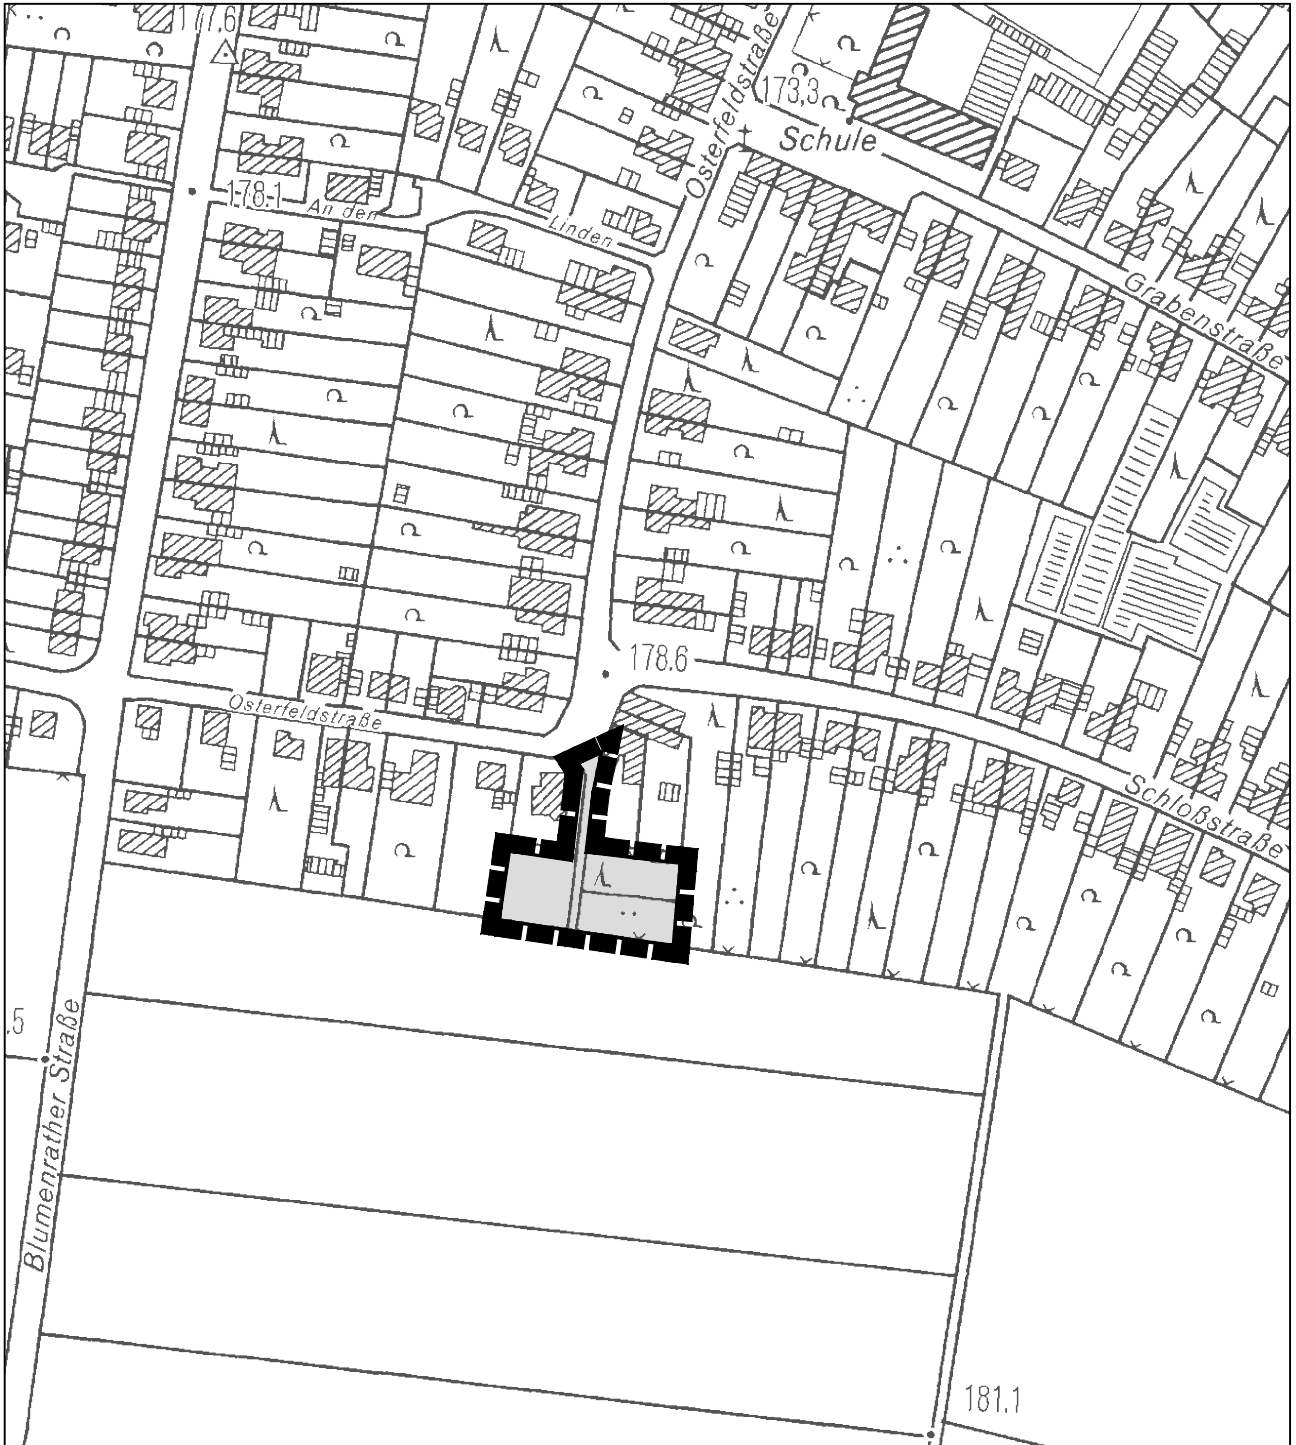 177,6
Osterfeldstraße
173,3
Schule
178.1
An den
Linden
Grabenstraße
178.6
Osterfeldstraße
Schloßstraße
.5
Blumenrather Straße
181.1